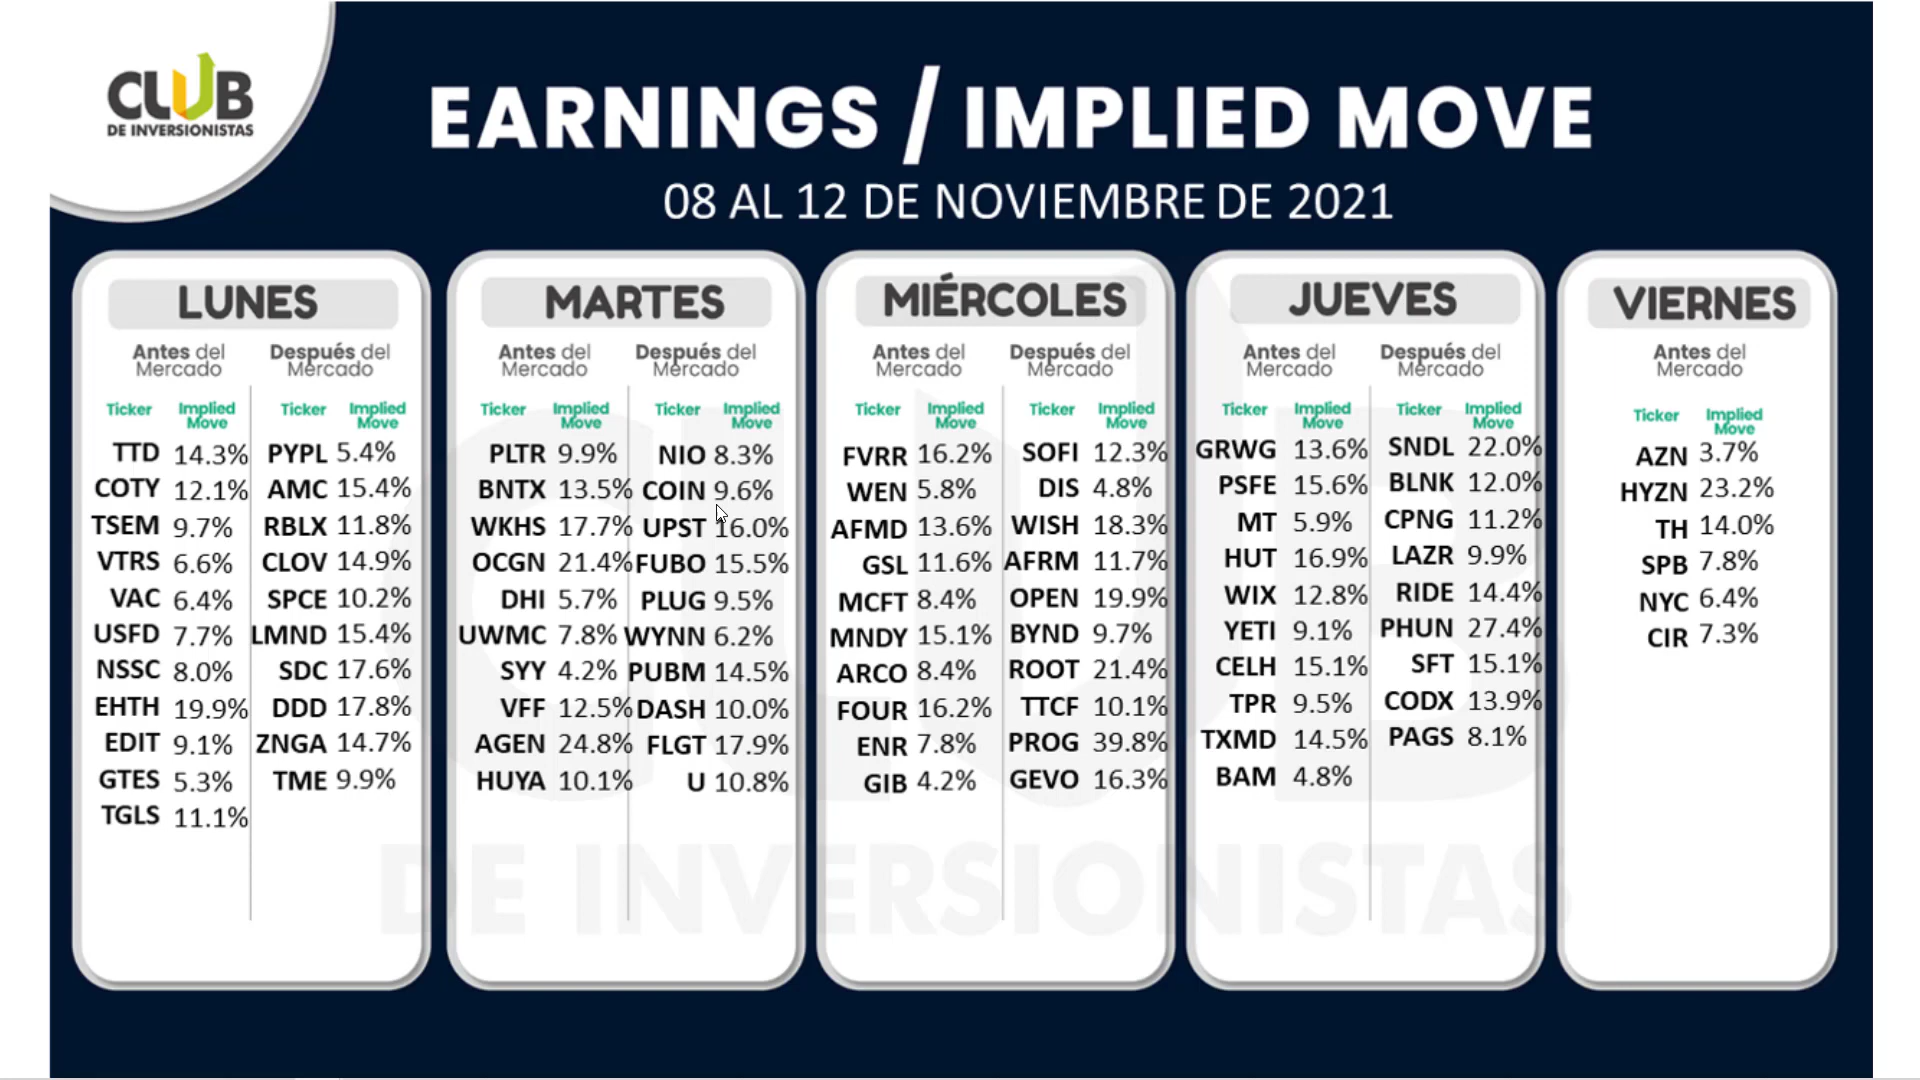 CLUB
DE INVERSIONISTAS
EARNINGS / IMPLIED MOVE
08 AL 12 DE NOVIEMBRE DE 2021
LUNES
Antes del
Mercado
Ticker Implied
Move
TTD 14.3%
COTY 12.1%
TSEM 9.7%
VTRS 6.6%
VAC 6.4%
USFD 7.7%
NSSC 8.0%
EHTH 19.9%
EDIT 9.1%
GTES 5.3%
TGLS 11.1%
Después del
Mercado
Ticker Implied
Move
PYPL 5.4%
AMC 15.4%
RBLX 11.8%
CLOV 14.9%
SPCE 10.2%
LMND 15.4%
SDC 17.6%
DDD 17.8%
ZNGA 14.7%
TME 9.9%
MARTES
Antes del
Mercado
Ticker Implied
Move
PLTR 9.9%
BNTX 13.5%
WKHS 17.7%
OCGN 21.4%
DHI 5.7%
UWMC 7.8%
SYY 4.2%
VFF 12.5%
AGEN 24.8%
HUYA 10.1%
Después del
Mercado
Ticker Implied
Move
NIO 8.3%
COIN 9.6%
UPST 16.0%
FUBO 15.5%
PLUG 9.5%
WYNN 6.2%
PUBM 14.5%
DASH 10.0%
FLGT 17.9%
U 10.8%
MIÉRCOLES
Antes del
Mercado
Ticker Implied
Move
FVRR 16.2%
WEN 5.8%
AFMD 13.6%
GSL 11.6%
MCFT 8.4%
MNDY 15.1%
ARCO 8.4%
FOUR 16.2%
ENR 7.8%
GIB 4.2%
Después del
Mercado
Ticker Implied
Move
SOFI 12.3%
DIS 4.8%
WISH 18.3%
AFRM 11.7%
OPEN 19.9%
BYND 9.7%
ROOT 21.4%
TTCF 10.1%
PROG 39.8%
GEVO 16.3%
JUEVES
Antes del
Mercado
Ticker Implied
Move
GRWG 13.6%
PSFE 15.6%
MT 5.9%
HUT 16.9%
WIX 12.8%
YETI 9.1%
CELH 15.1%
TPR 9.5%
TXMD 14.5%
BAM 4.8%
Después del
Mercado
Ticker Implied
Move
SNDL 22.0%
BLNK 12.0%
CPNG 11.2%
LAZR 9.9%
RIDE 14.4%
PHUN 27.4%
SFT 15.1%
CODX 13.9%
PAGS 8.1%
VIERNES
Antes del
Mercado
Ticker Implied
Move
AZN 3.7%
HYZN 23.2%
TH 14.0%
SPB 7.8%
NYC 6.4%
CIR 7.3%
CLUB
DE INVERSIONISTAS